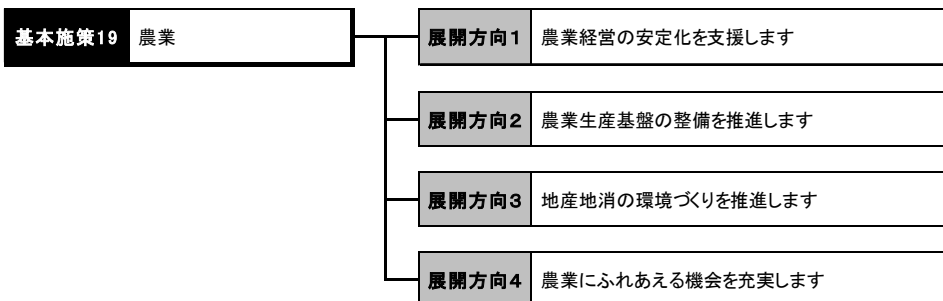 基本施策19 農業
展開方向1 農業経営の安定化を支援します
展開方向2 農業生産基盤の整備を推進します
展開方向3 地産地消の環境づくりを推進します
展開方向4 農業にふれあえる機会を充実します